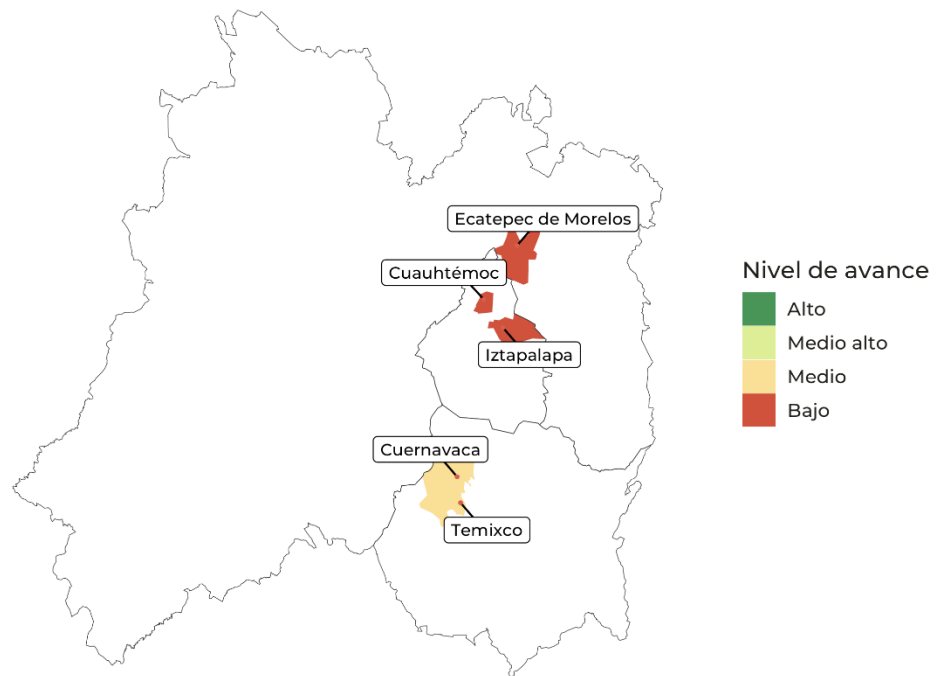 Ecatepec de Morelos
Cuauhtémoc
Iztapalapa
Cuernavaca
Temixco
Nivel de avance
Alto
Medio alto
Medio
Bajo